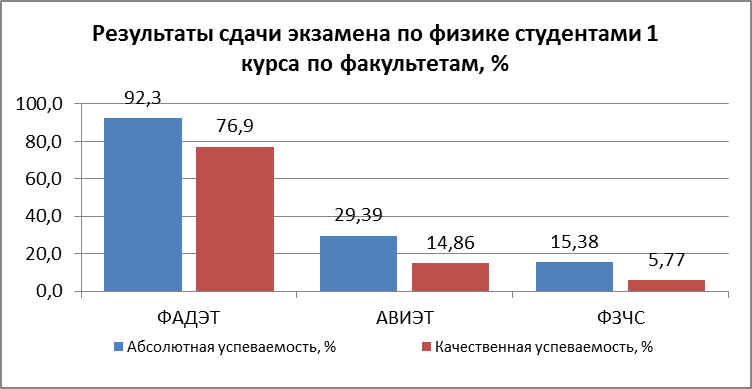 Результаты сдачи экзамена по физике студентами 1
курса по факультетам, %
100,0
80,0
60,0
40,0
20,0
0,0
92,3
76,9
29,39
14,86
15,38
5,77
ФАДЭТ
АВИЭТ
ФЗЧС
Абсолютная успеваемость, %
Качественная успеваемость, %